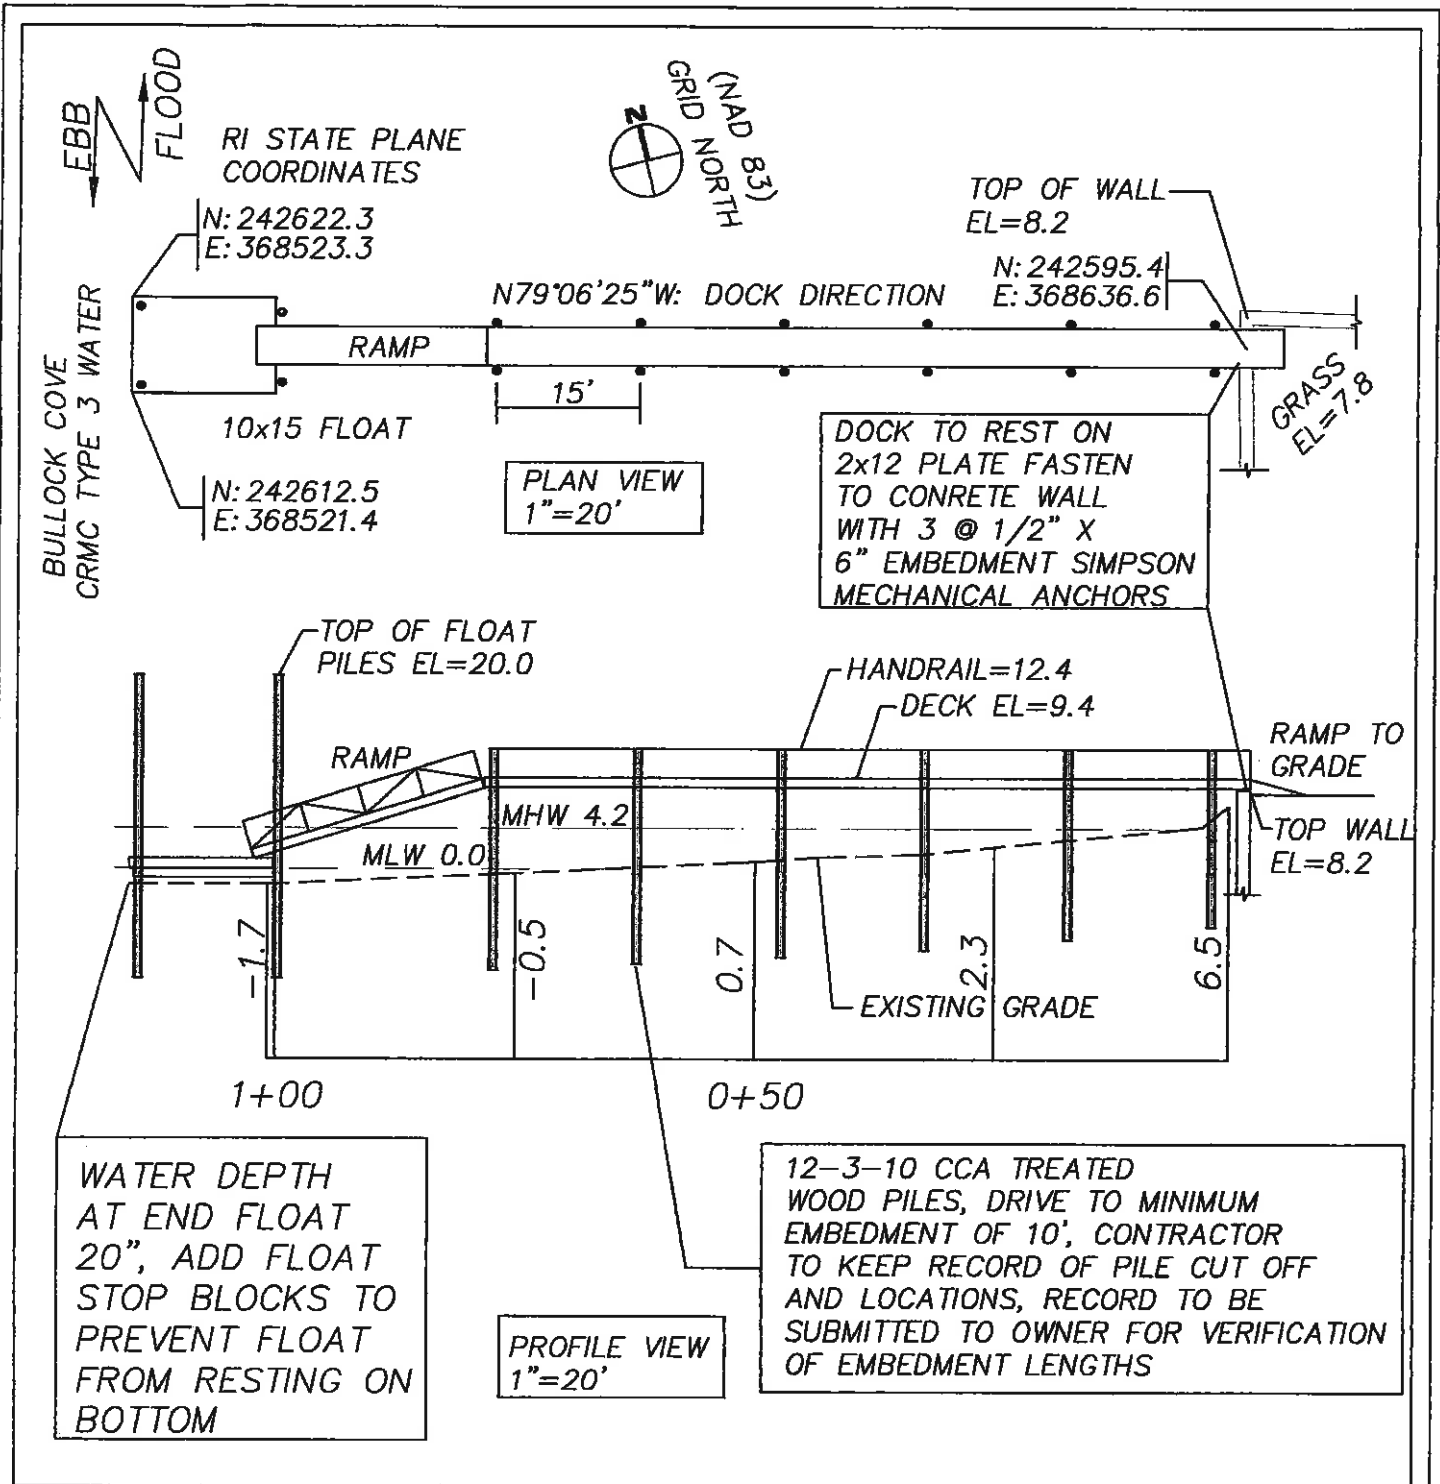 EBB
FLOOD
RI STATE PLANE
COORDINATES
N
(NAD 83)
GRID NORTH
N: 242622.3
E: 368523.3
TOP OF WALL
EL=8.2
N: 242595.4
E: 368636.6
N79°06'25"W: DOCK DIRECTION
BULLOCK COVE
CRMC TYPE 3 WATER
RAMP
15'
10x15 FLOAT
GRASS
EL=7.8
N: 242612.5
E: 368521.4
PLAN VIEW
1"=20'
DOCK TO REST ON
2x12 PLATE FASTEN
TO CONRETE WALL
WITH 3 @ 1/2" X
6" EMBEDMENT SIMPSON
MECHANICAL ANCHORS
TOP OF FLOAT
PILES EL=20.0
HANDRAIL=12.4
DECK EL=9.4
RAMP
RAMP TO
GRADE
MHW 4.2
MLW 0.0
TOP WALL
EL=8.2
-1.7
-0.5
0.7
2.3
6.5
EXISTING GRADE
1+00
0+50
WATER DEPTH
AT END FLOAT
20", ADD FLOAT
STOP BLOCKS TO
PREVENT FLOAT
FROM RESTING ON
BOTTOM
PROFILE VIEW
1"=20'
12-3-10 CCA TREATED
WOOD PILES, DRIVE TO MINIMUM
EMBEDMENT OF 10', CONTRACTOR
TO KEEP RECORD OF PILE CUT OFF
AND LOCATIONS, RECORD TO BE
SUBMITTED TO OWNER FOR VERIFICATION
OF EMBEDMENT LENGTHS